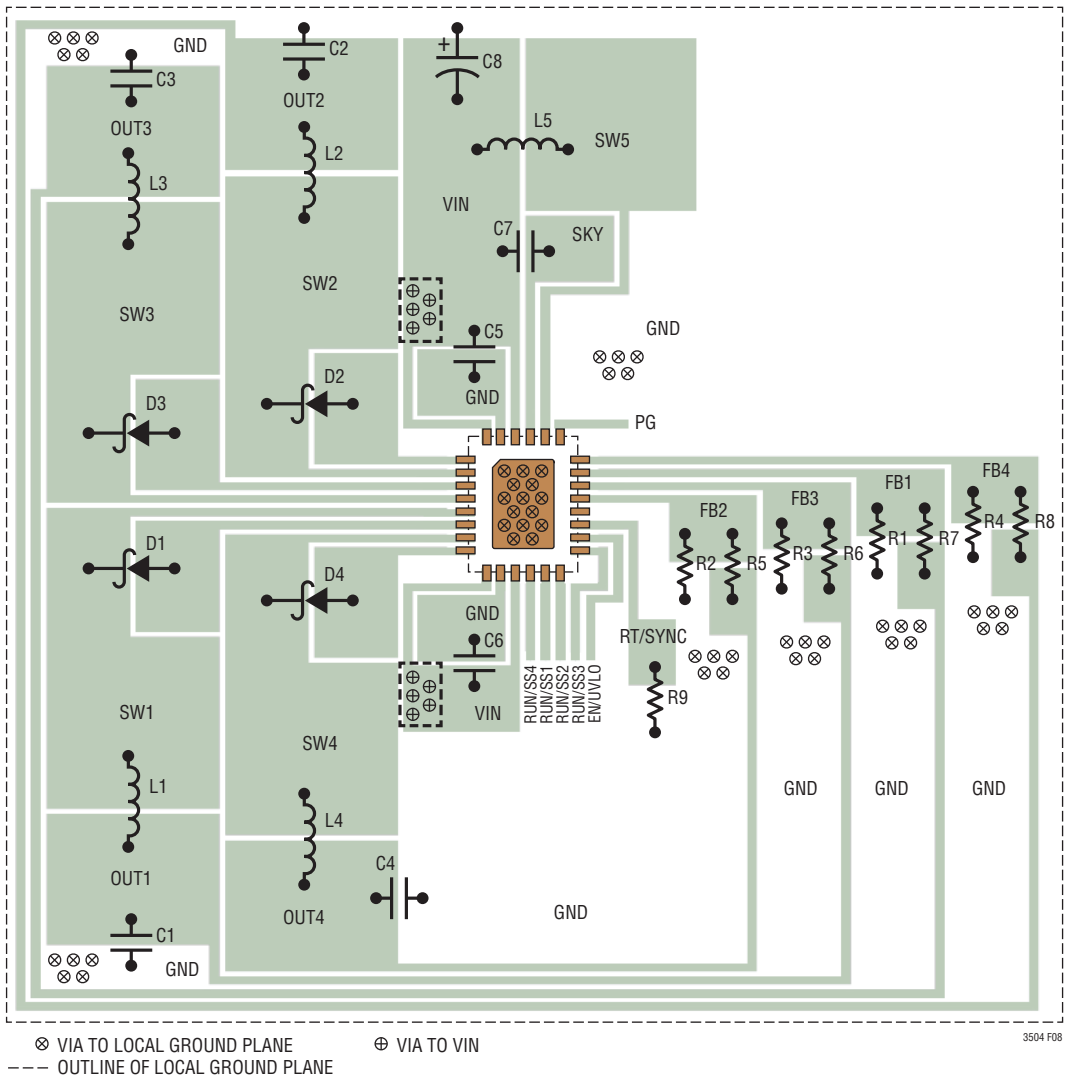 GND
C3
OUT3
L3
SW3
D3
C2
OUT2
L2
SW2
D2
+
C8
L5
SW5
VIN
C7
SKY
C5
GND
GND
PG
D1
SW1
L1
OUT1
C1
GND
D4
SW4
L4
OUT4
C4
GND
C6
VIN
RUN/SS4
RUN/SS1
RUN/SS2
RUN/SS3
EN/UVLO
RT/SYNC
R9
FB2
R2
R5
FB3
R3
R6
FB1
R1
R7
FB4
R4
R8
GND
GND
GND
GND
VIA TO LOCAL GROUND PLANE
VIA TO VIN
OUTLINE OF LOCAL GROUND PLANE
3504 F08